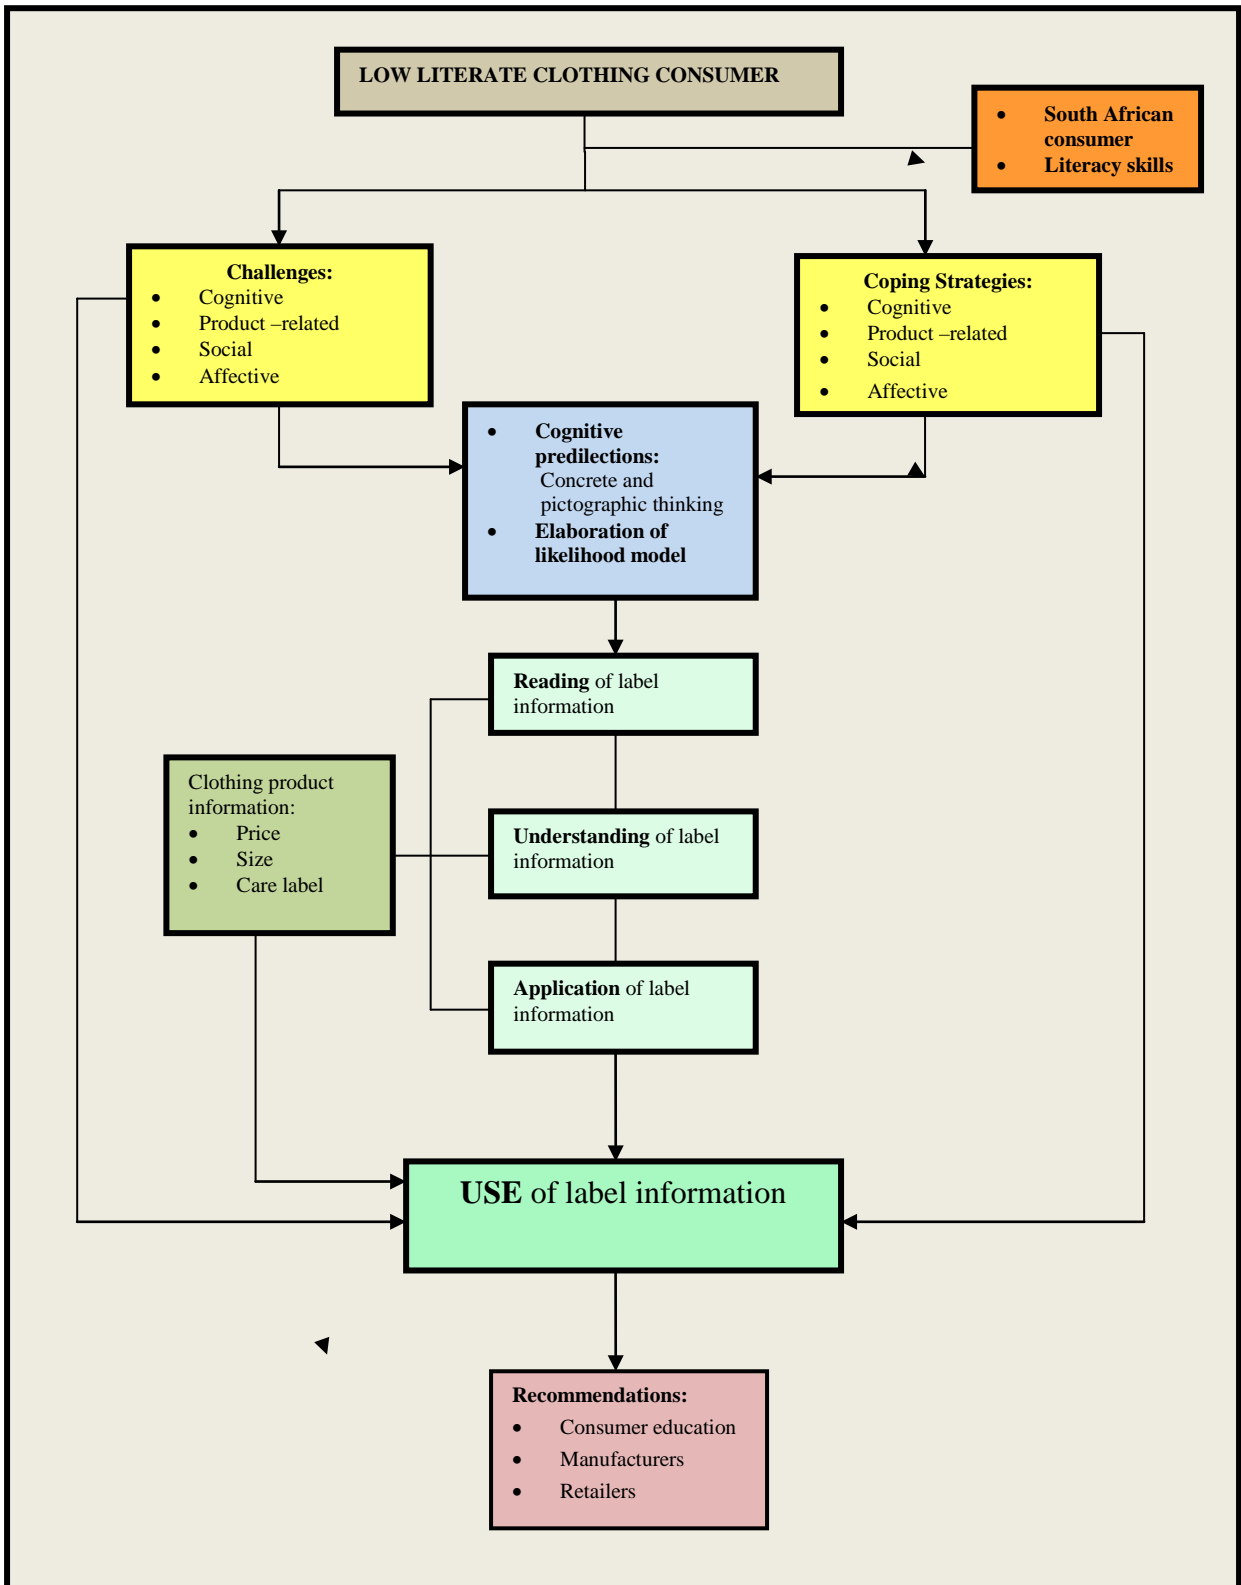 LOW LITERATE CLOTHING CONSUMER
• South African
consumer
• Literacy skills
Challenges:
• Cognitive
• Product –related
• Social
• Affective
Coping Strategies:
• Cognitive
• Product –related
• Social
• Affective
• Cognitive
predilections:
Concrete and
pictographic thinking
• Elaboration of
likelihood model
Reading of label
information
Clothing product
information:
• Price
• Size
• Care label
Understanding of label
information
Application of label
information
USE of label information
Recommendations:
• Consumer education
• Manufacturers
• Retailers